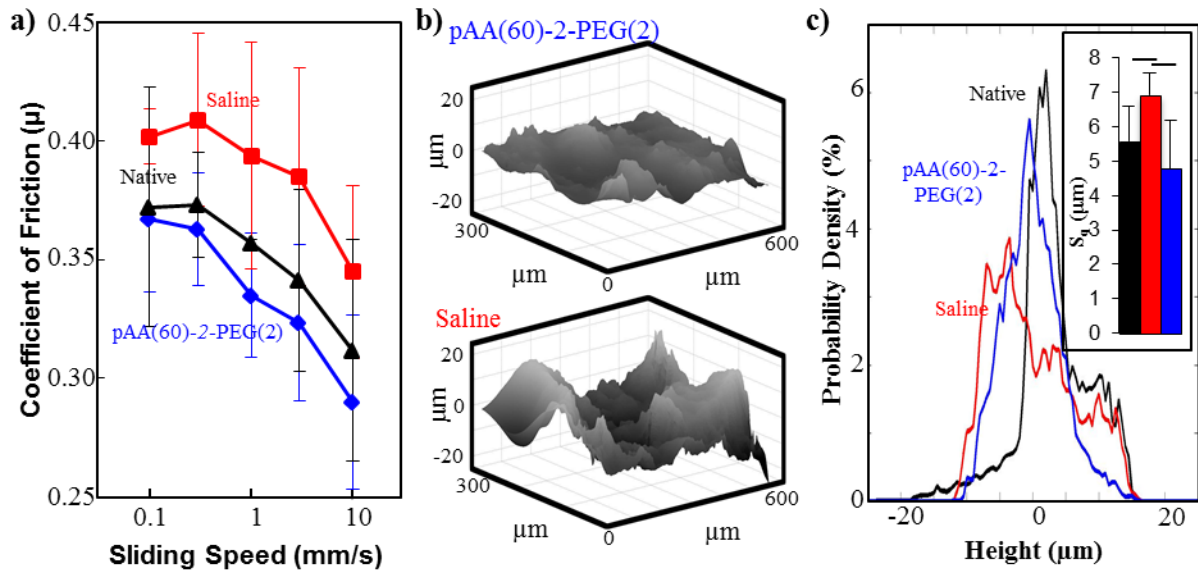 a)
Coefficient of Friction (μ)
0.45
0.40
0.35
0.30
0.25
Saline
Native
pAA(60)-2-PEG(2)
0.1
1
10
Sliding Speed (mm/s)
b)
pAA(60)-2-PEG(2)
20
0
-20
μm
300
μm
0
μm
600
Saline
20
0
-20
μm
300
μm
0
μm
600
c)
Probability Density (%)
6
4
2
0
Native
pAA(60)-2-
PEG(2)
Saline
-20
0
20
Height (μm)
Sq (μm)
8
7
6
5
4
3
2
1
0